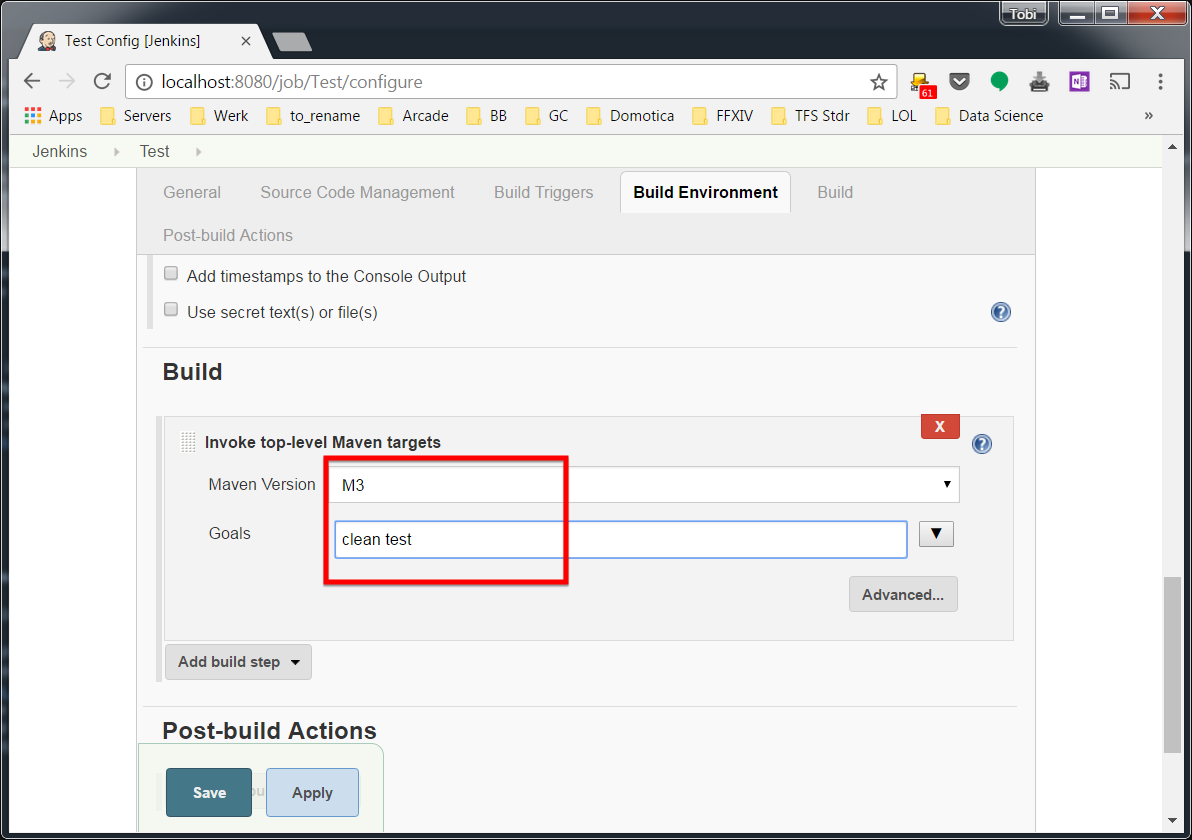 Tobi
Test Config [Jenkins]
localhost:8080/job/Test/configure
61
N
Apps Servers Werk to_rename Arcade BB GC Domotica FFXIV TFS Stdr LOL Data Science »
Jenkins Test
General Source Code Management Build Triggers Build Environment Build
Post-build Actions
Add timestamps to the Console Output
Use secret text(s) or file(s)
?
Build
X
Invoke top-level Maven targets
?
Maven Version M3
Goals clean test
Advanced...
Add build step
Post-build Actions
Save Apply